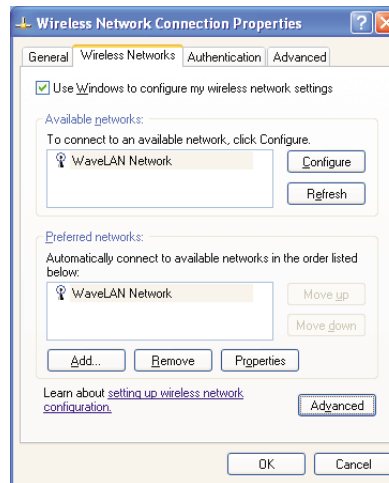 Wireless Network Connection Properties
General Wireless Networks Authentication Advanced
Use Windows to configure my wireless network settings
Available networks:
To connect to an available network, click Configure.
WaveLAN Network
Configure
Refresh
Preferred networks:
Automatically connect to available networks in the order listed
below:
WaveLAN Network
Move up
Move down
Add... Remove Properties
Learn about setting up wireless network
configuration.
Advanced
OK Cancel